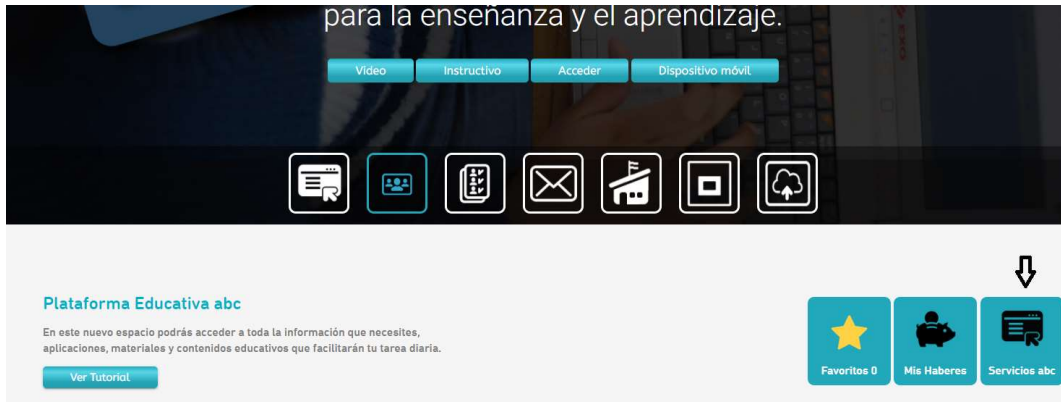 para la enseñanza y el aprendizaje.
Video Instructivo Acceder Dispositivo móvil
Plataforma Educativa abc
En este nuevo espacio podrás acceder a toda la información que necesites,
aplicaciones, materiales y contenidos educativos que facilitarán tu tarea diaria.
Ver Tutorial
Favoritos 0 Mis Haberes Servicios abc